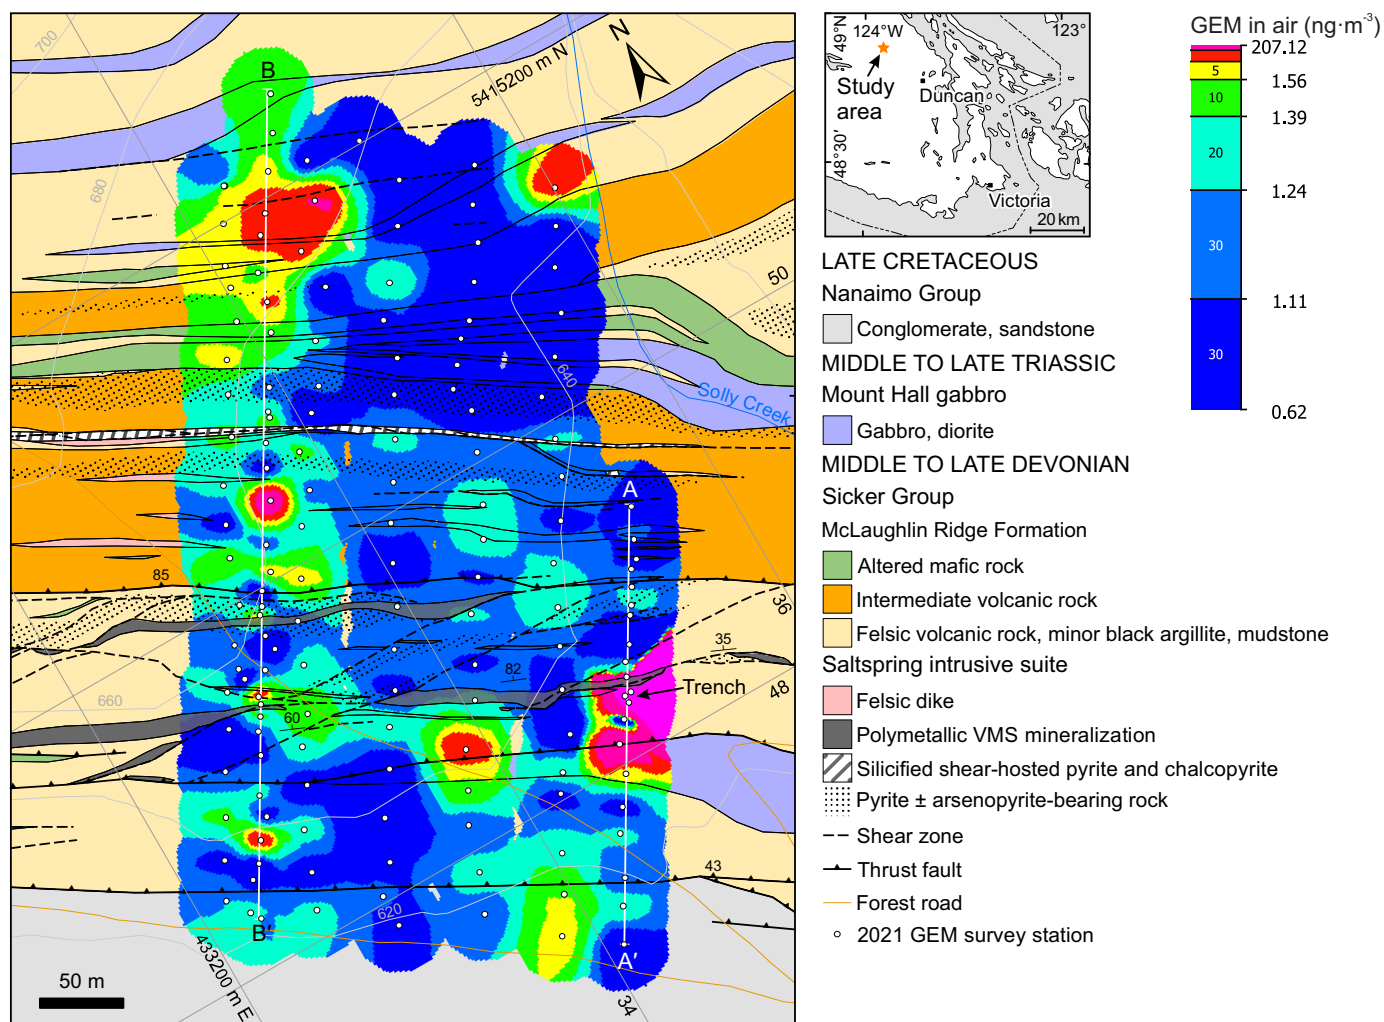 700
B
N
5415200 m N
680
50
640
Solly Creek
A
85
36
35
82
Trench
48
660
60
43
620
B′
A′
433200 m E
34
50 m
49°N
124°W
123°
Study
area
Duncan
48°30′
Victoria
20 km
GEM in air (ng·m⁻³)
207.12
5
1.56
10
1.39
20
1.24
30
1.11
30
0.62
LATE CRETACEOUS
Nanaimo Group
Conglomerate, sandstone
MIDDLE TO LATE TRIASSIC
Mount Hall gabbro
Gabbro, diorite
MIDDLE TO LATE DEVONIAN
Sicker Group
McLaughlin Ridge Formation
Altered mafic rock
Intermediate volcanic rock
Felsic volcanic rock, minor black argillite, mudstone
Saltspring intrusive suite
Felsic dike
Polymetallic VMS mineralization
Silicified shear-hosted pyrite and chalcopyrite
Pyrite ± arsenopyrite-bearing rock
Shear zone
Thrust fault
Forest road
2021 GEM survey station